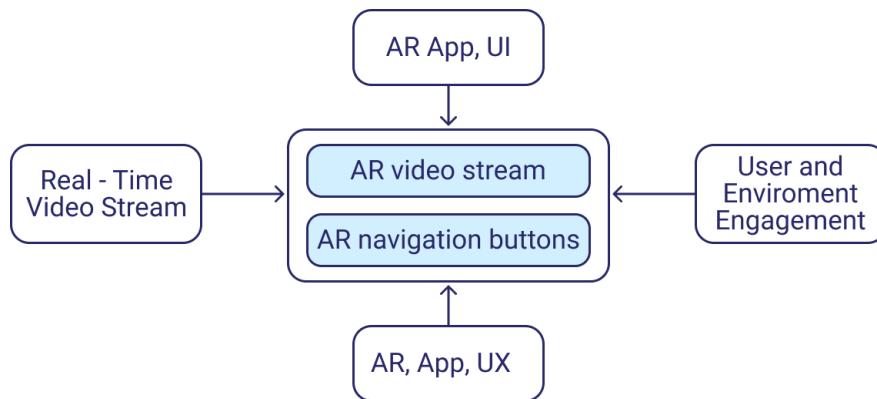 AR App, UI
AR video stream
AR navigation buttons
Real - Time
Video Stream
User and
Enviroment
Engagement
AR, App, UX